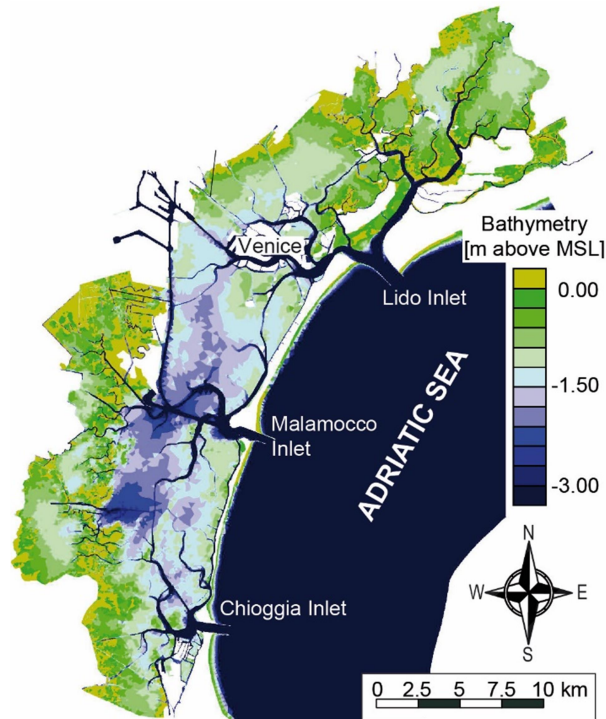 Venice
Bathymetry
[m above MSL]
0.00
-1.50
-3.00
Lido Inlet
ADRIATIC SEA
Malamocco
Inlet
Chioggia Inlet
N
W E
S
0 2.5 5 7.5 10 km